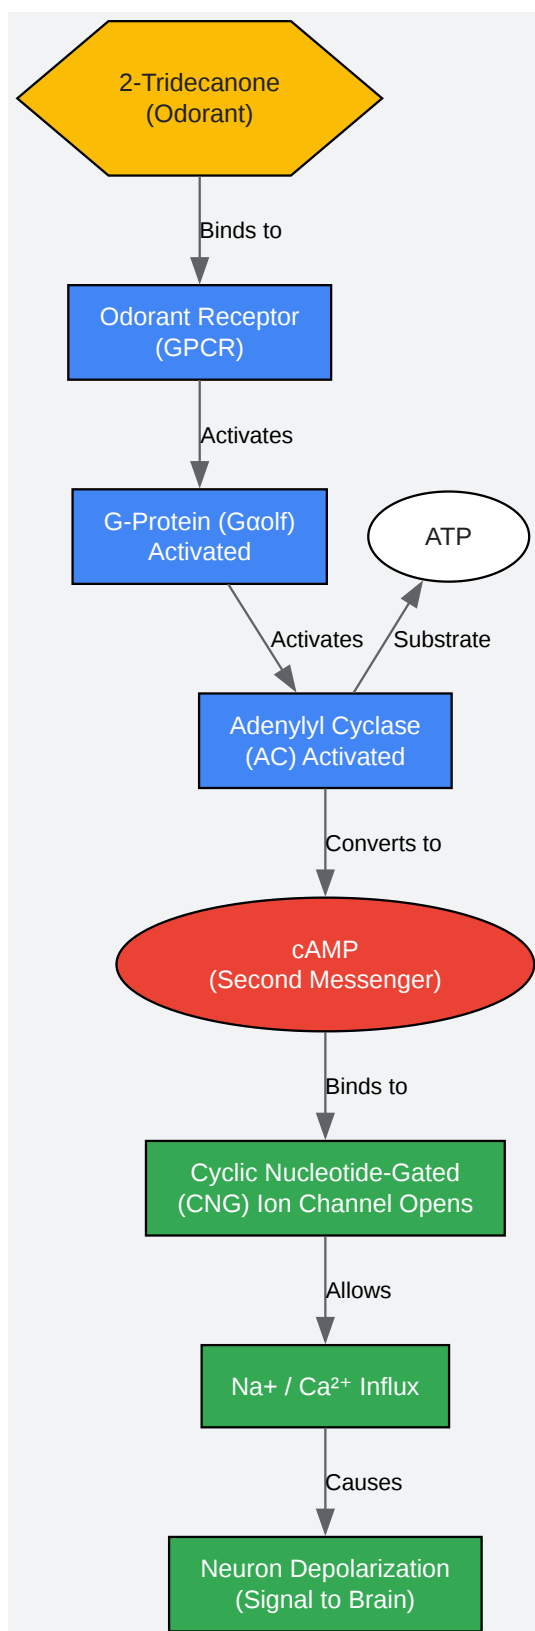 2-Tridecanone
(Odorant)
Binds to
Odorant Receptor
(GPCR)
Activates
G-Protein (Gαolf)
Activated
ATP
Activates
Substrate
Adenylyl Cyclase
(AC) Activated
Converts to
cAMP
(Second Messenger)
Binds to
Cyclic Nucleotide-Gated
(CNG) Ion Channel Opens
Allows
Na+ / Ca²⁺ Influx
Causes
Neuron Depolarization
(Signal to Brain)